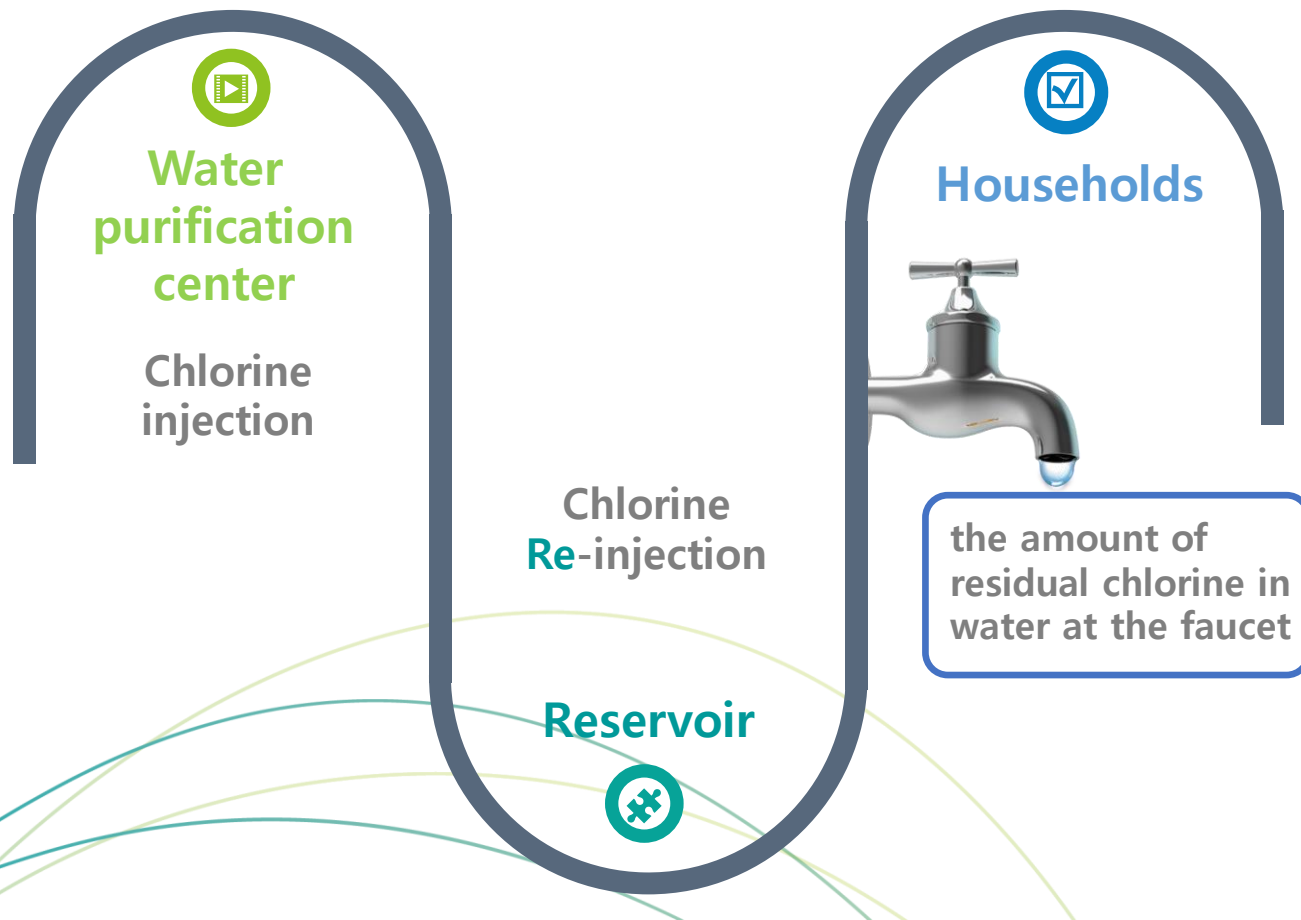 Water
purification
center
Chlorine
injection
Chlorine
Re-injection
Reservoir
Households
the amount of
residual chlorine in
water at the faucet